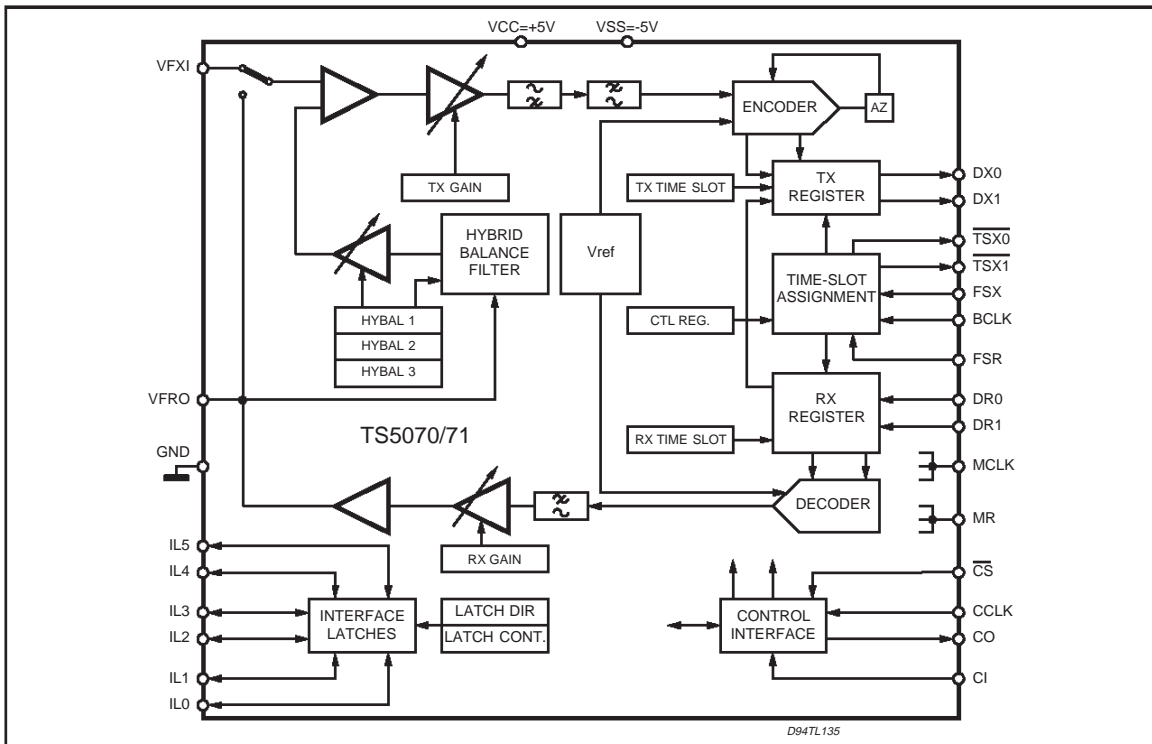 VCC=+5V
VSS=-5V
VFXI
ENCODER
AZ
TX GAIN
TX TIME SLOT
TX
REGISTER
DX0
DX1
HYBRID
BALANCE
FILTER
Vref
TSX0
TSX1
TIME-SLOT
ASSIGNMENT
FSX
BCLK
HYBAL 1
HYBAL 2
HYBAL 3
CTL REG.
FSR
VFRO
RX
REGISTER
DR0
DR1
TS5070/71
RX TIME SLOT
GND
MCLK
DECODER
MR
RX GAIN
IL5
IL4
IL3
IL2
IL1
IL0
INTERFACE
LATCHES
LATCH DIR
LATCH CONT.
CONTROL
INTERFACE
CS
CCLK
CO
CI
D94TL135